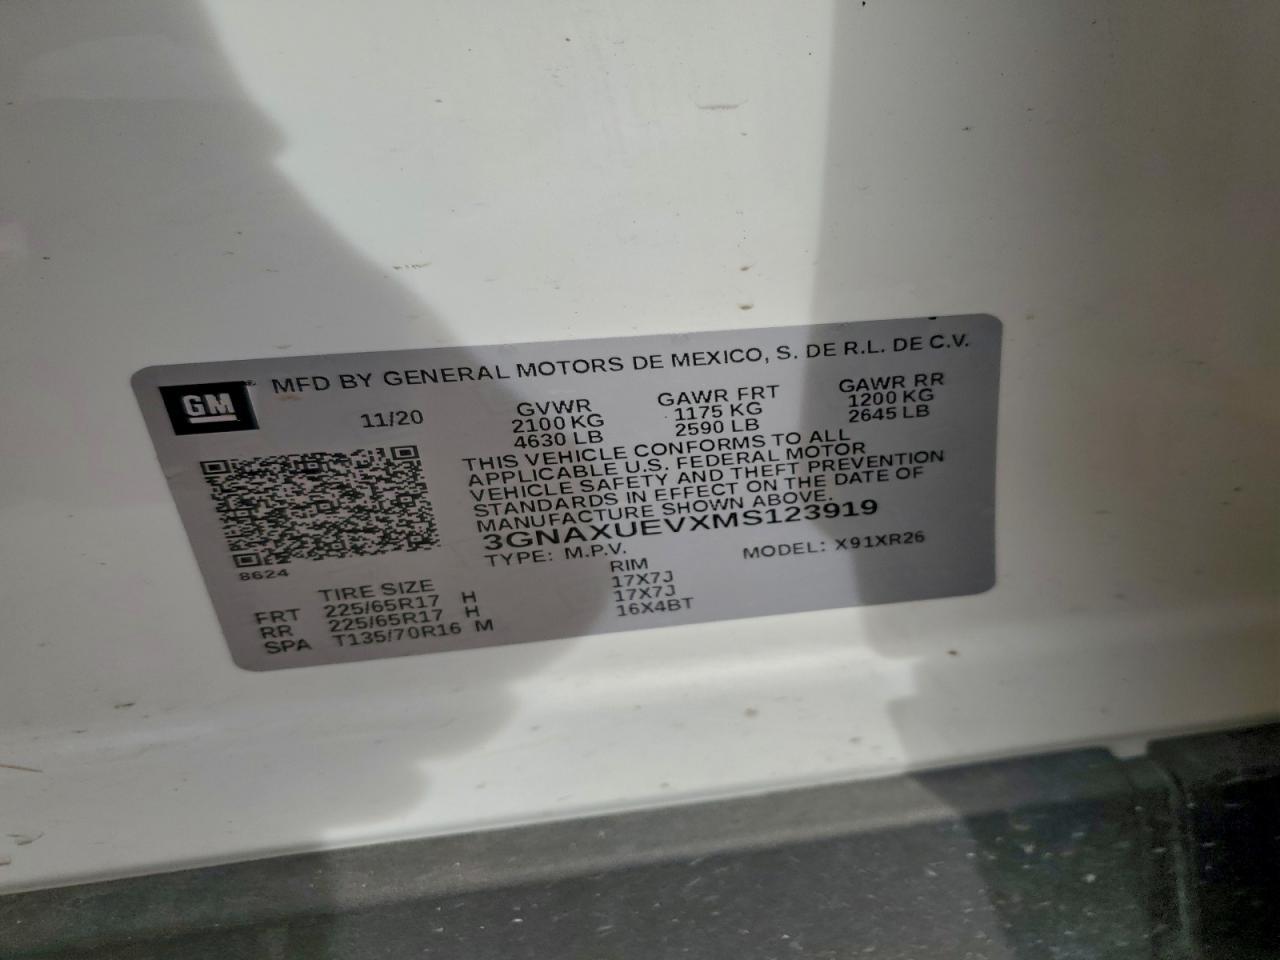 GM ® MFD BY GENERAL MOTORS DE MEXICO, S. DE R.L. DE C.V.
11/20 GVWR GAWR FRT GAWR RR
2100 KG 1175 KG 1200 KG
4630 LB 2590 LB 2645 LB
THIS VEHICLE CONFORMS TO ALL
APPLICABLE U.S. FEDERAL MOTOR
VEHICLE SAFETY AND THEFT PREVENTION
STANDARDS IN EFFECT ON THE DATE OF
MANUFACTURE SHOWN ABOVE.
3GNAXUEVXMS123919
TYPE: M.P.V. MODEL: X91XR26
8624
TIRE SIZE RIM
FRT 225/65R17 H 17X7J
RR 225/65R17 H 17X7J
SPA T135/70R16 M 16X4BT